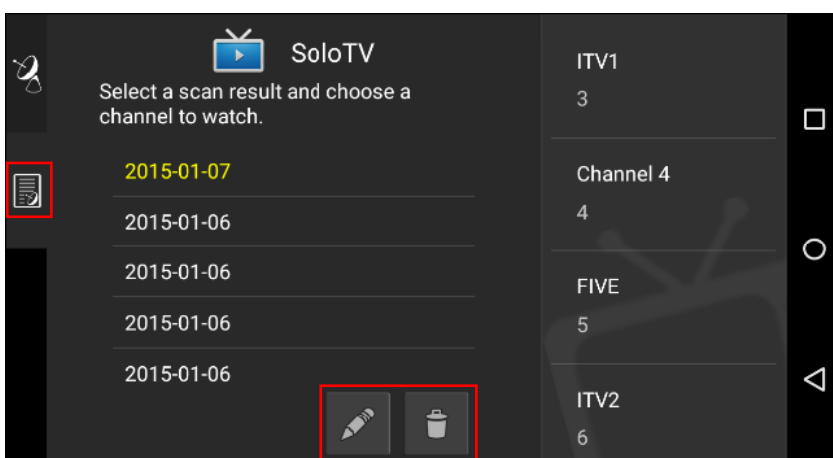 SoloTV
Select a scan result and choose a
channel to watch.
2015-01-07
2015-01-06
2015-01-06
2015-01-06
2015-01-06
ITV1
3
Channel 4
4
FIVE
5
ITV2
6